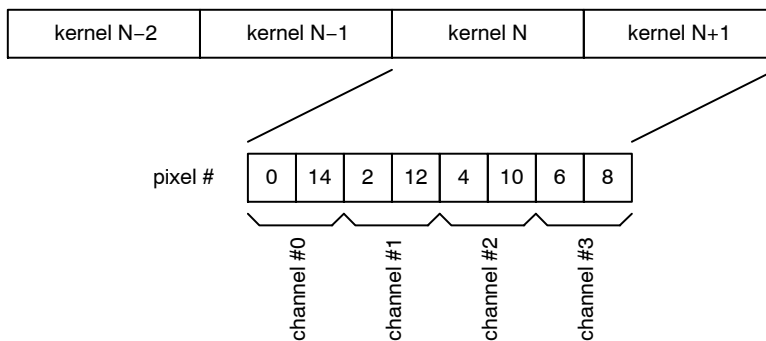 kernel N−2 kernel N−1 kernel N kernel N+1
pixel # 0 14 2 12 4 10 6 8
channel #0
channel #1
channel #2
channel #3